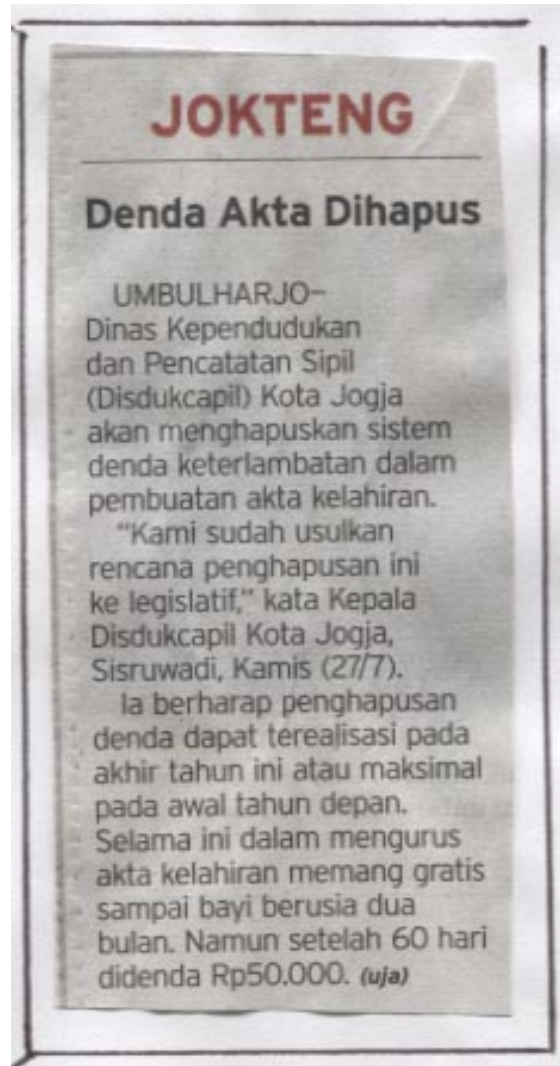 JOKTENG
Denda Akta Dihapus
UMBULHARJO–
Dinas Kependudukan
dan Pencatatan Sipil
(Disdukcapil) Kota Jogja
akan menghapuskan sistem
denda keterlambatan dalam
pembuatan akta kelahiran.
"Kami sudah usulkan
rencana penghapusan ini
ke legislatif," kata Kepala
Disdukcapil Kota Jogja,
Sisruwadi, Kamis (27/7).
Ia berharap penghapusan
denda dapat terealisasi pada
akhir tahun ini atau maksimal
pada awal tahun depan.
Selama ini dalam mengurus
akta kelahiran memang gratis
sampai bayi berusia dua
bulan. Namun setelah 60 hari
didenda Rp50.000. (uja)